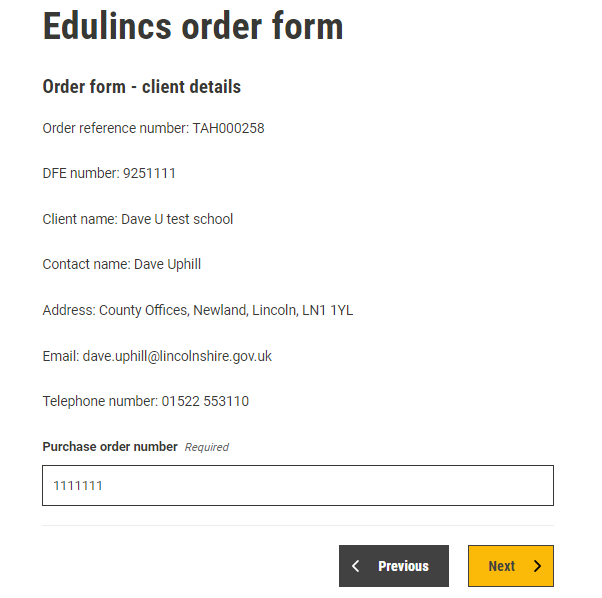 Edulincs order form
Order form - client details
Order reference number: TAH000258
DFE number: 9251111
Client name: Dave U test school
Contact name: Dave Uphill
Address: County Offices, Newland, Lincoln, LN1 1YL
Email: dave.uphill@lincolnshire.gov.uk
Telephone number: 01522 553110
Purchase order number Required
1111111
Previous Next